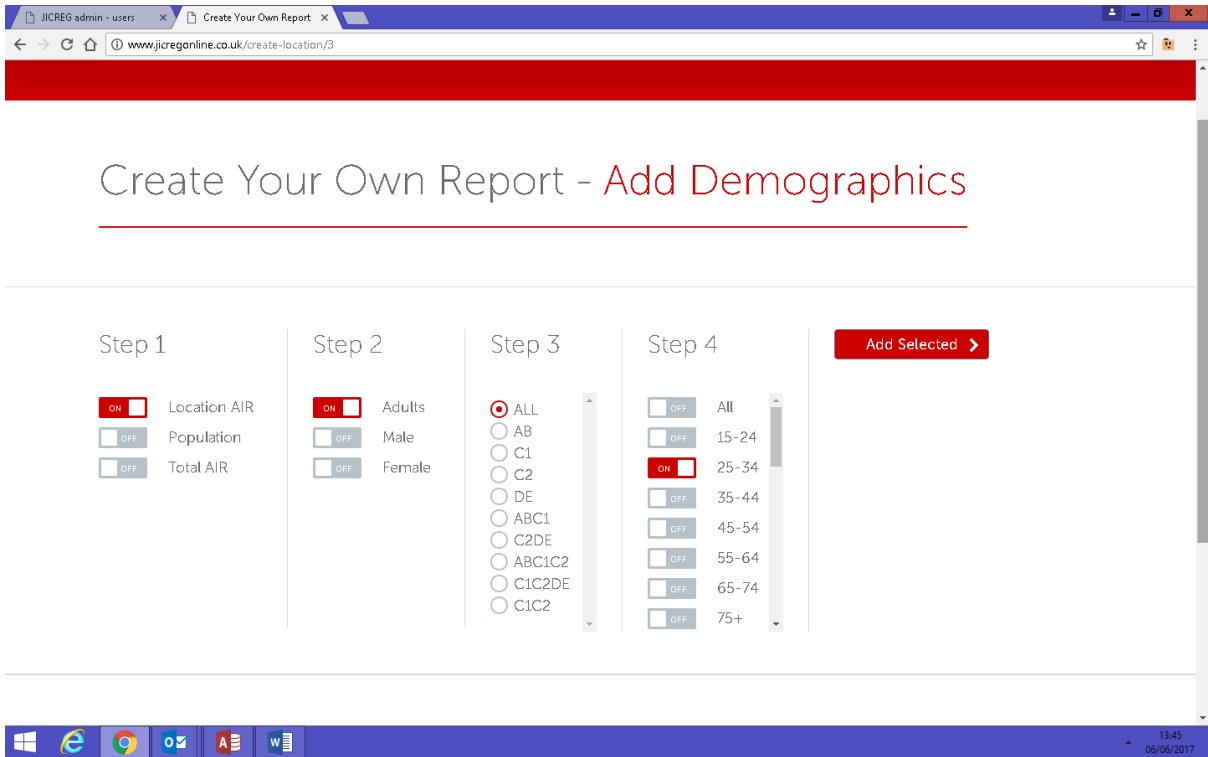 JICREG admin - users
Create Your Own Report
www.jicregonline.co.uk/create-location/3
Create Your Own Report - Add Demographics
Step 1
ON Location AIR
OFF Population
OFF Total AIR
Step 2
ON Adults
OFF Male
OFF Female
Step 3
ALL
AB
C1
C2
DE
ABC1
C2DE
ABC1C2
C1C2DE
C1C2
Step 4
OFF All
OFF 15-24
ON 25-34
OFF 35-44
OFF 45-54
OFF 55-64
OFF 65-74
OFF 75+
Add Selected
13:45
06/06/2017